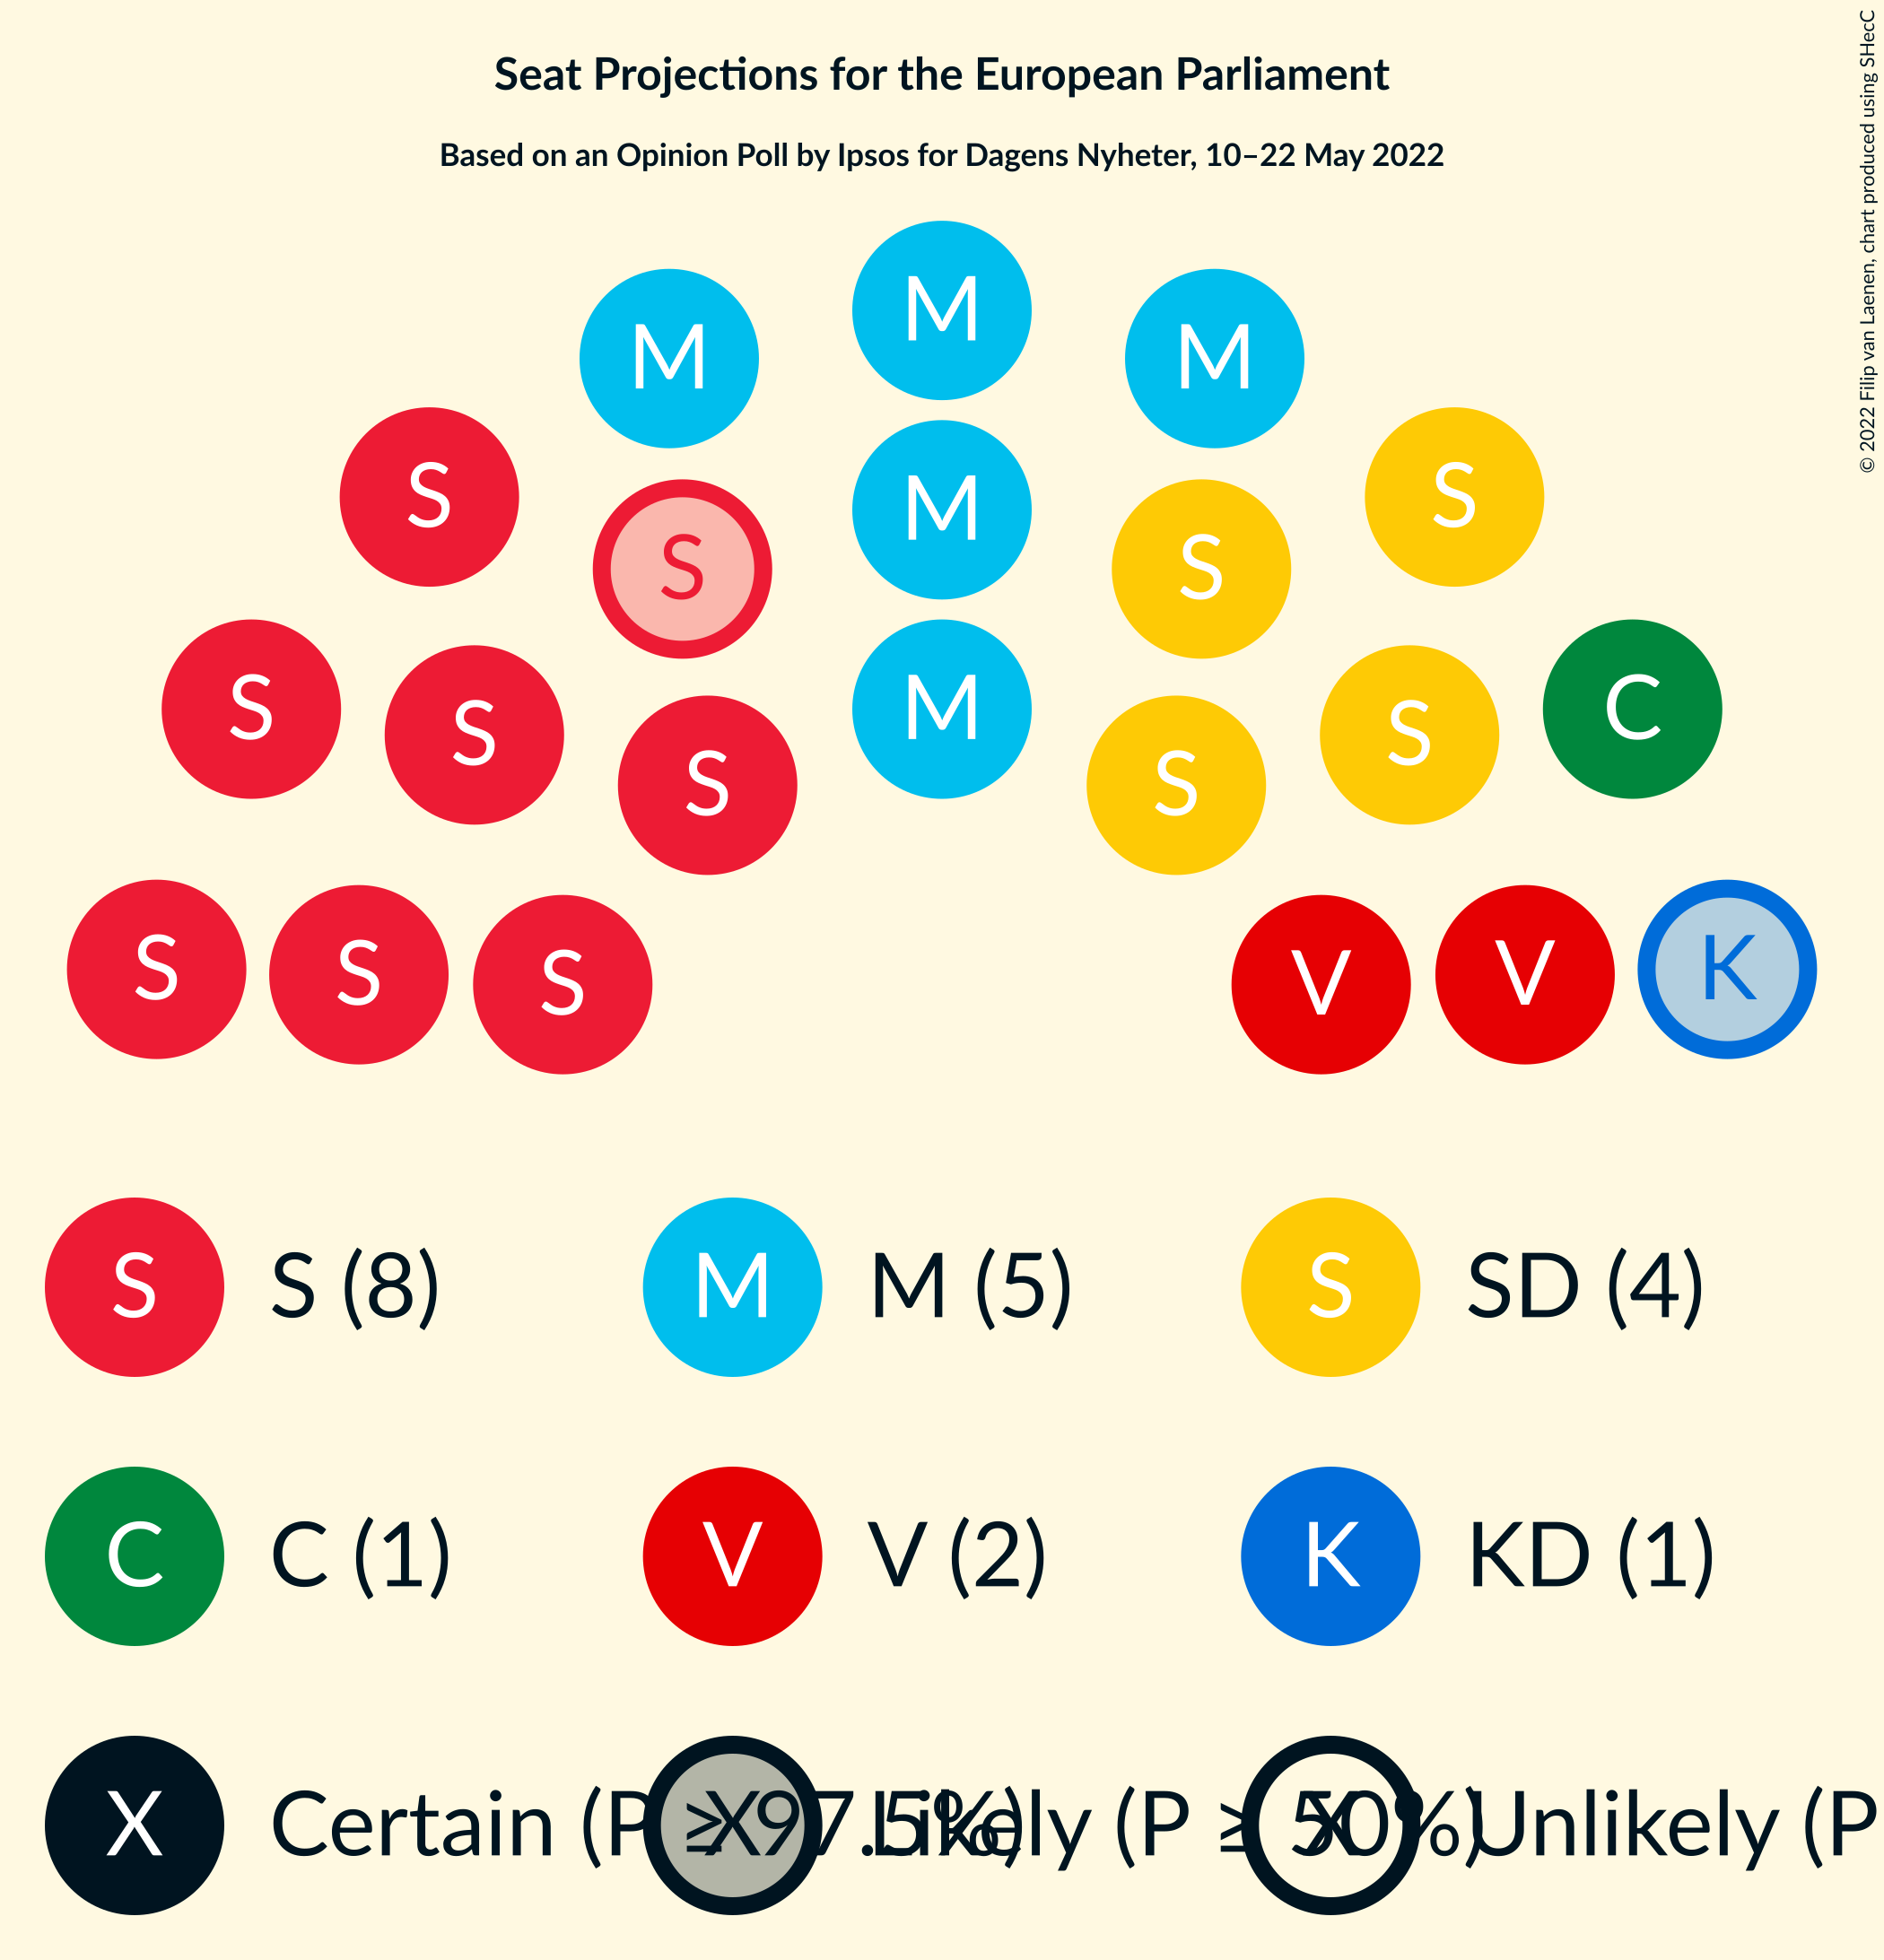 Seat Projections for the European Parliament
Based on an Opinion Poll by Ipsos for Dagens Nyheter, 10–22 May 2022
© 2022 Filip van Laenen, chart produced using SHecC
M
M M
S S
M
S S
S C
S S
M
S S
S K
S V
S V
S S (8) M M (5) S SD (4)
C C (1) V V (2) K KD (1)
X Certain (P ≥ 97.5%) X Likely (P ≥ 50%) X Unlikely (P